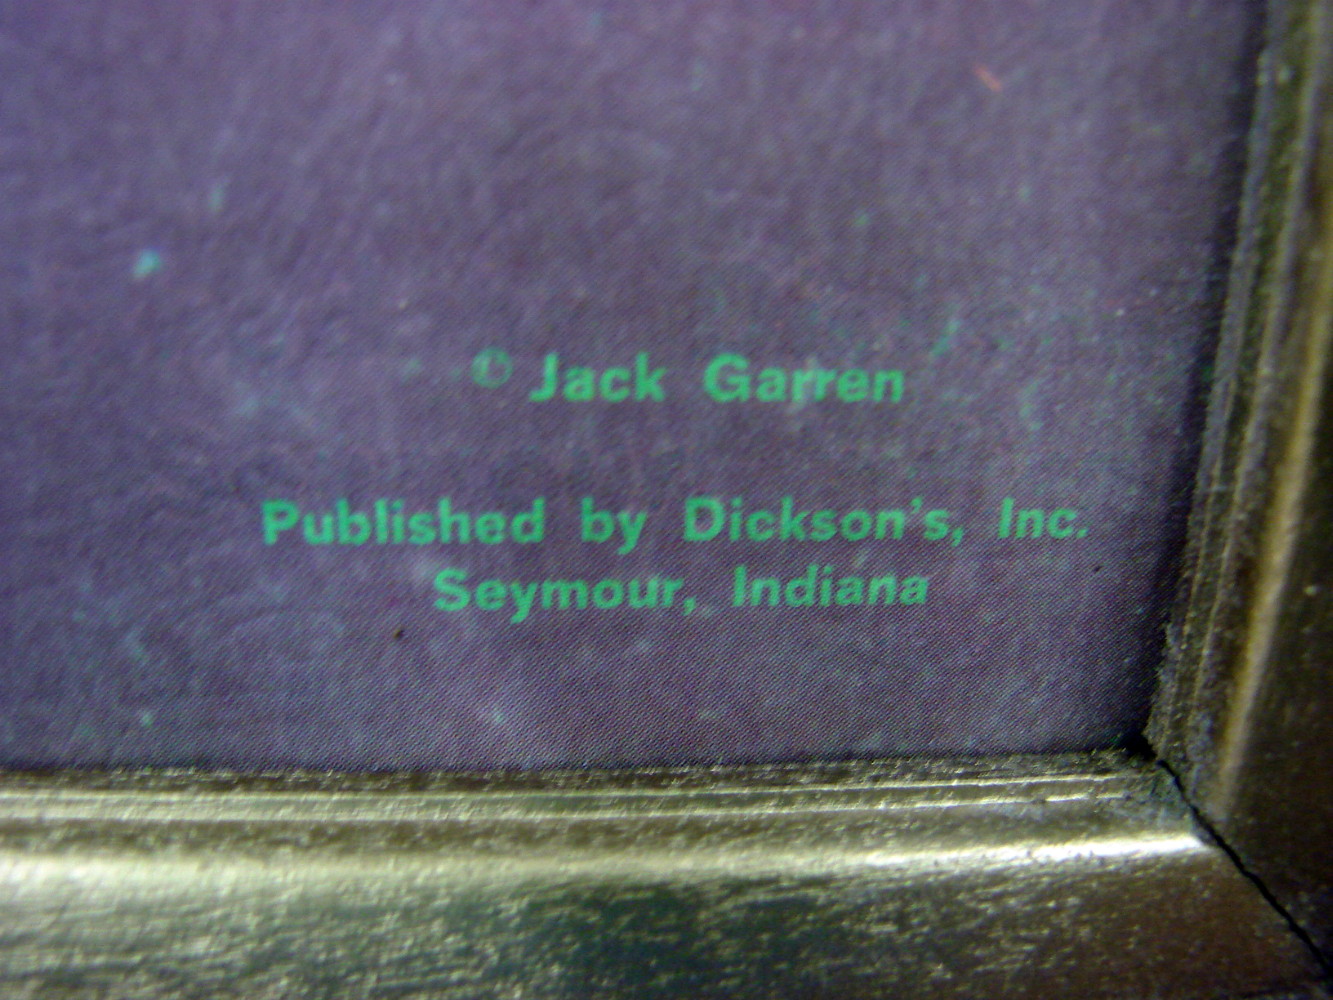 © Jack Garren
Published by Dickson's, Inc.
Seymour, Indiana